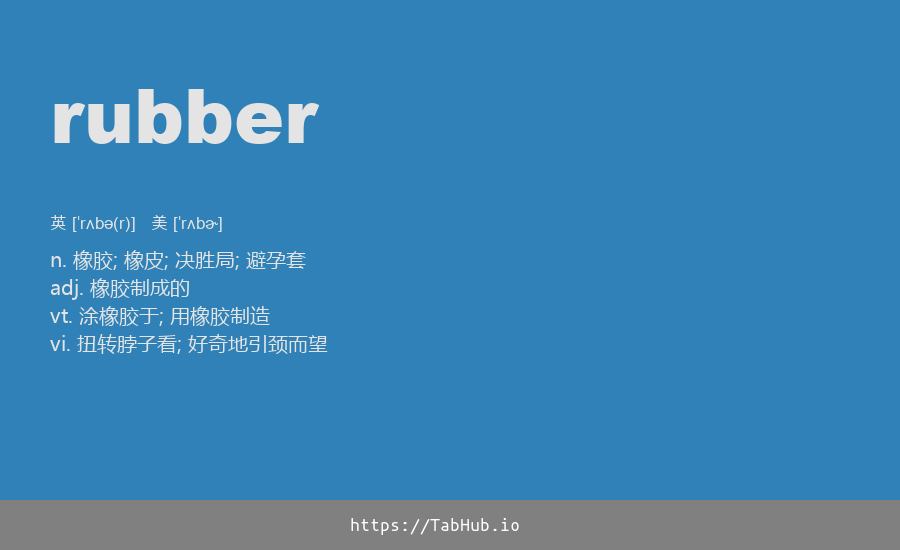 rubber
英 [ˈrʌbə(r)] 美 [ˈrʌbɚ]
n. 橡胶; 橡皮; 决胜局; 避孕套
adj. 橡胶制成的
vt. 涂橡胶于; 用橡胶制造
vi. 扭转脖子看; 好奇地引颈而望
https://TabHub.io